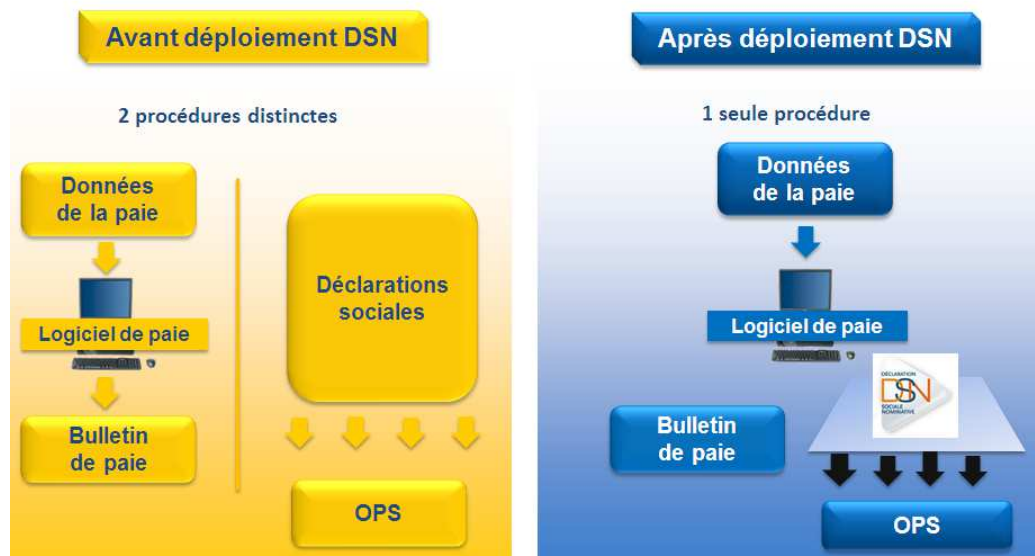 Avant déploiement DSN
2 procédures distinctes
Données
de la paie
Logiciel de paie
Bulletin
de paie
Déclarations
sociales
OPS
Après déploiement DSN
1 seule procédure
Données
de la paie
Logiciel de paie
Bulletin
de paie
DÉCLARATION
DSN
SOCIALE
NOMINATIVE
OPS